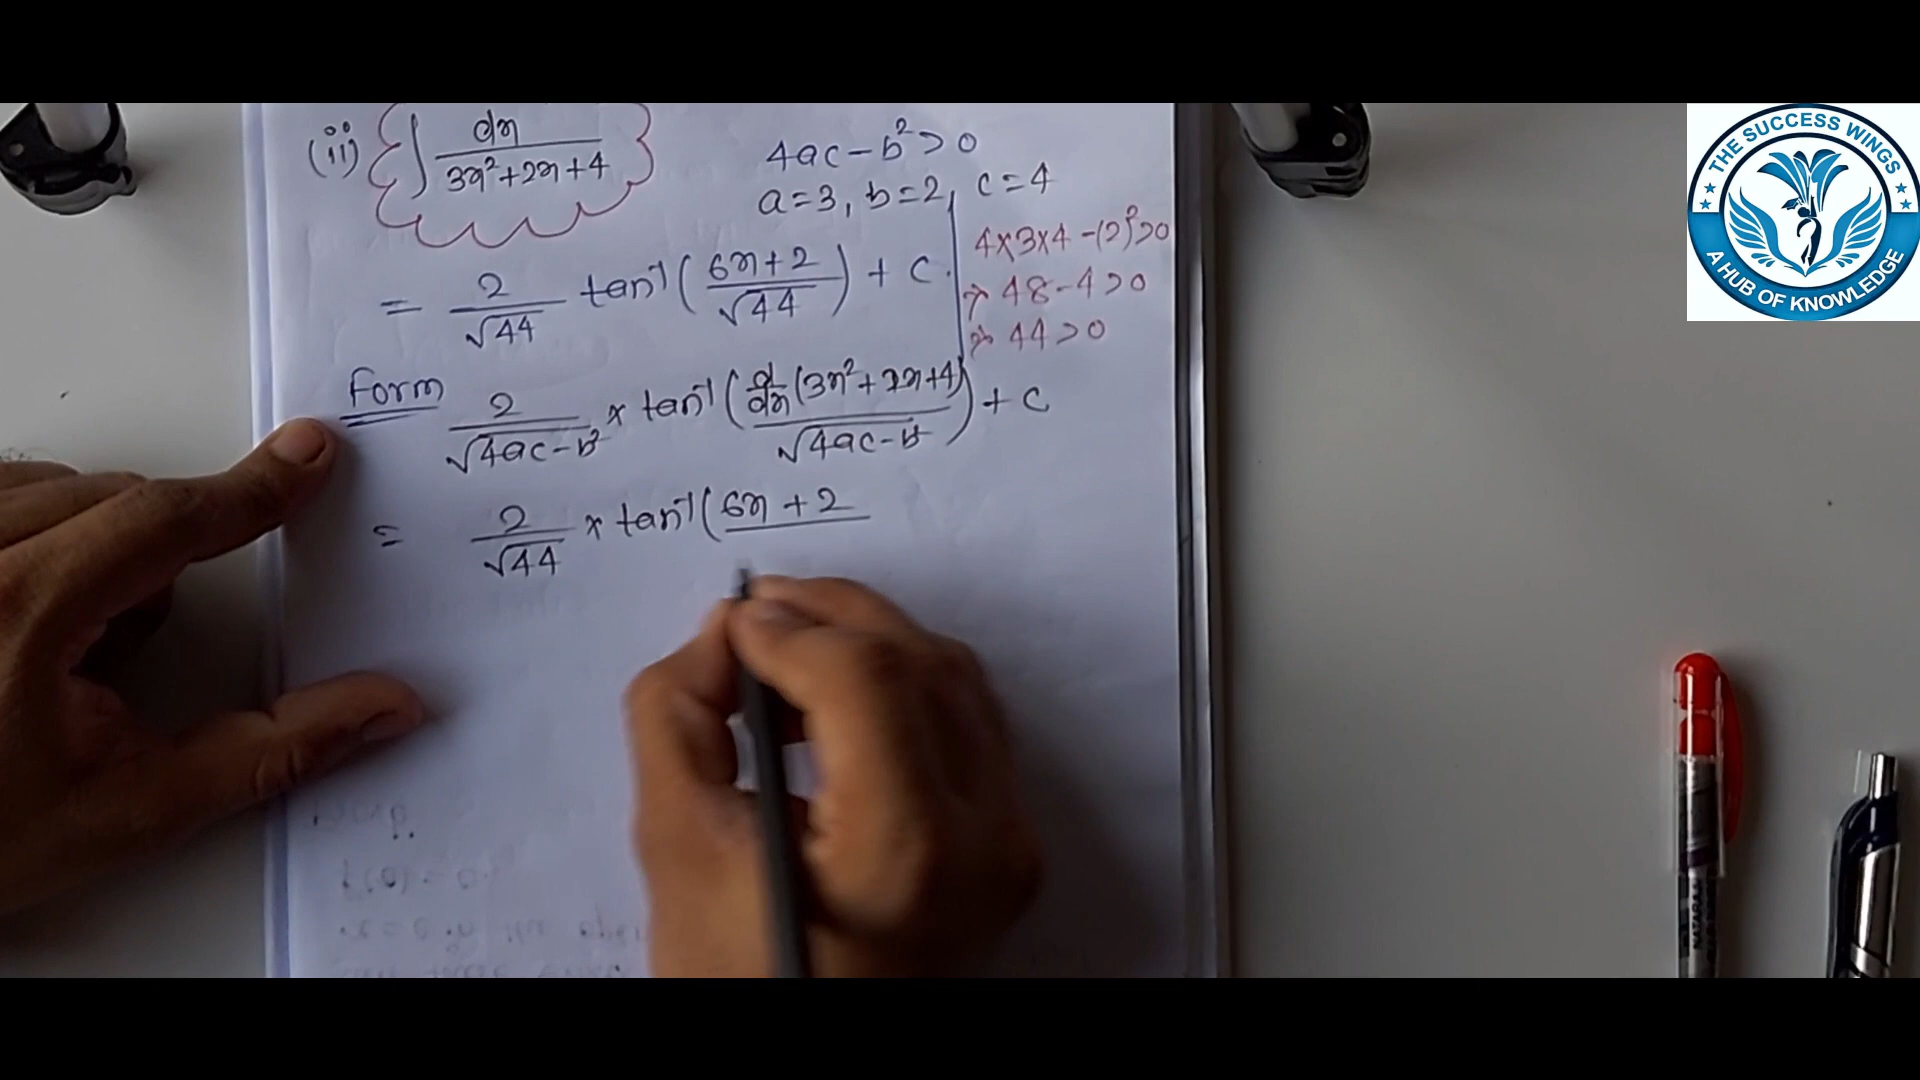 (ii) ∫ dx / 3x²+2x+4
4ac - b² > 0
a=3, b=2, c=4
4×3×4 -(2)²>0
⇒ 48-4>0
⇒ 44>0
= 2/√44 tan⁻¹ (6x+2 / √44) + c.
Form 2/√4ac-b² × tan⁻¹ (d/dx (3x²+2x+4) / √4ac-b²) + c
= 2/√44 × tan⁻¹ (6x+2
THE SUCCESS WINGS
A HUB OF KNOWLEDGE